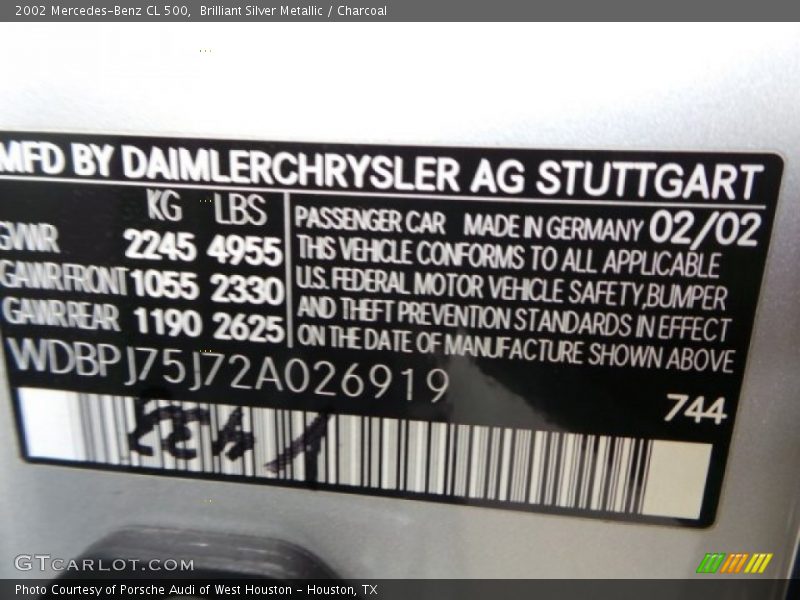 2002 Mercedes-Benz CL 500, Brilliant Silver Metallic / Charcoal
MFD BY DAIMLERCHRYSLER AG STUTTGART
KG LBS
GVWR 2245 4955
GAWR FRONT 1055 2330
GAWR REAR 1190 2625
PASSENGER CAR MADE IN GERMANY 02/02
THIS VEHICLE CONFORMS TO ALL APPLICABLE
U.S. FEDERAL MOTOR VEHICLE SAFETY, BUMPER
AND THEFT PREVENTION STANDARDS IN EFFECT
ON THE DATE OF MANUFACTURE SHOWN ABOVE
WDBPJ75J72A026919
744
GTCARLOT.COM
Photo Courtesy of Porsche Audi of West Houston - Houston, TX